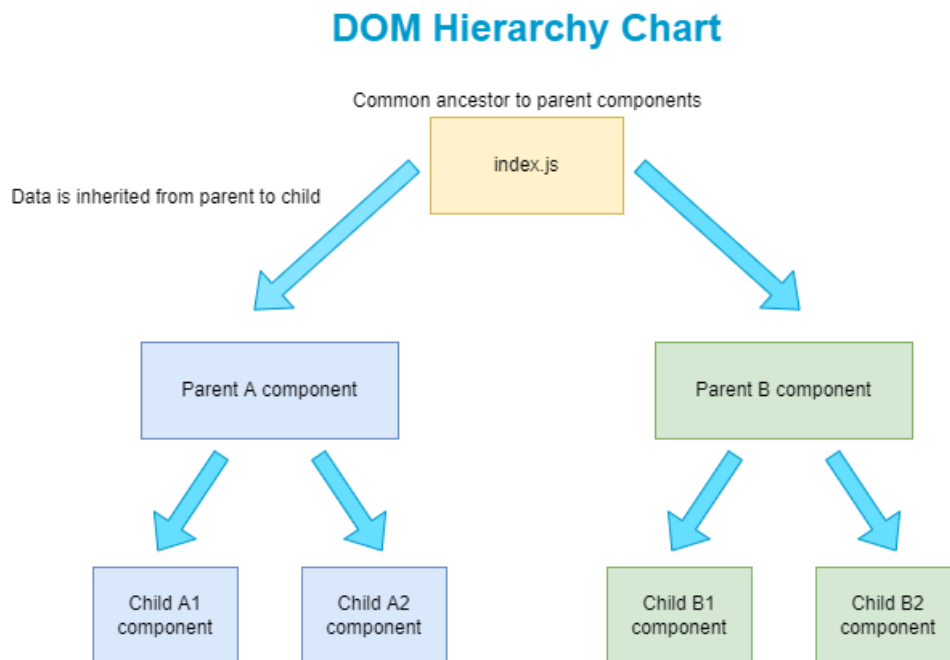 DOM Hierarchy Chart
Common ancestor to parent components
index.js
Data is inherited from parent to child
Parent A component
Parent B component
Child A1
component
Child A2
component
Child B1
component
Child B2
component